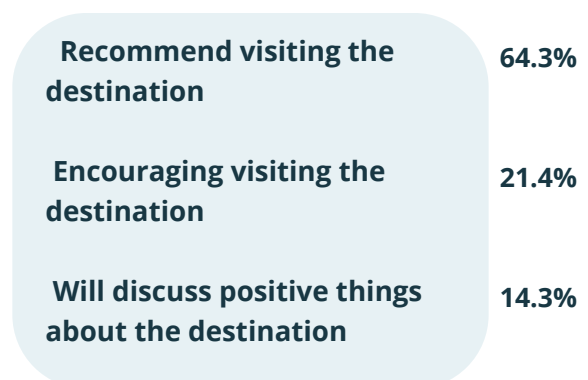 Recommend visiting the 64.3%
destination
Encouraging visiting the 21.4%
destination
Will discuss positive things 14.3%
about the destination